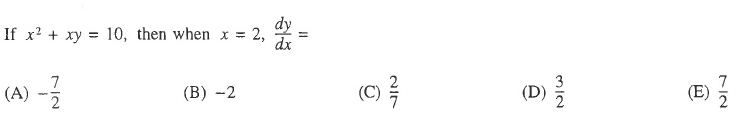 If x² + xy = 10, then when x = 2, dy/dx =
(A) -7/2 (B) -2 (C) 2/7 (D) 3/2 (E) 7/2